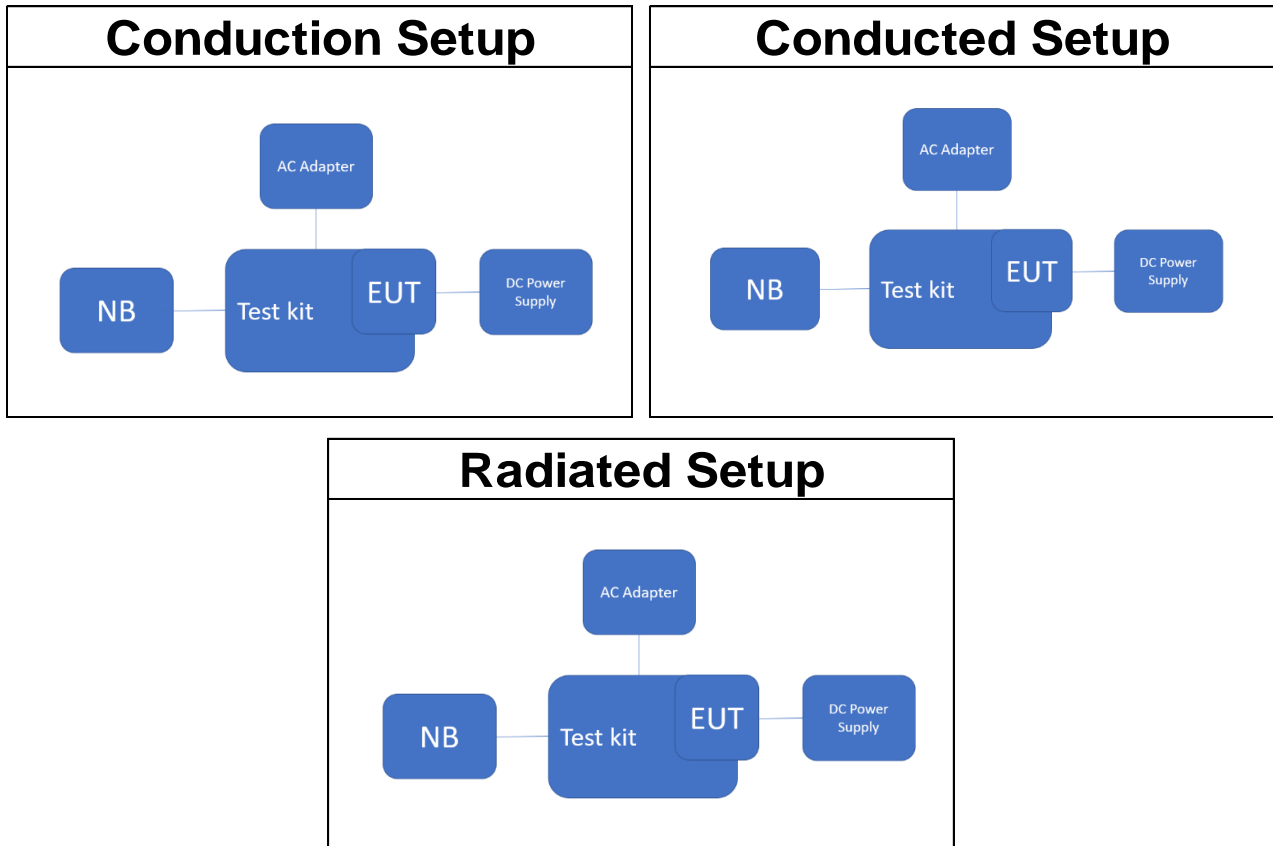 Conduction Setup
AC Adapter
NB
Test kit
EUT
DC Power
Supply
Conducted Setup
AC Adapter
NB
Test kit
EUT
DC Power
Supply
Radiated Setup
AC Adapter
NB
Test kit
EUT
DC Power
Supply